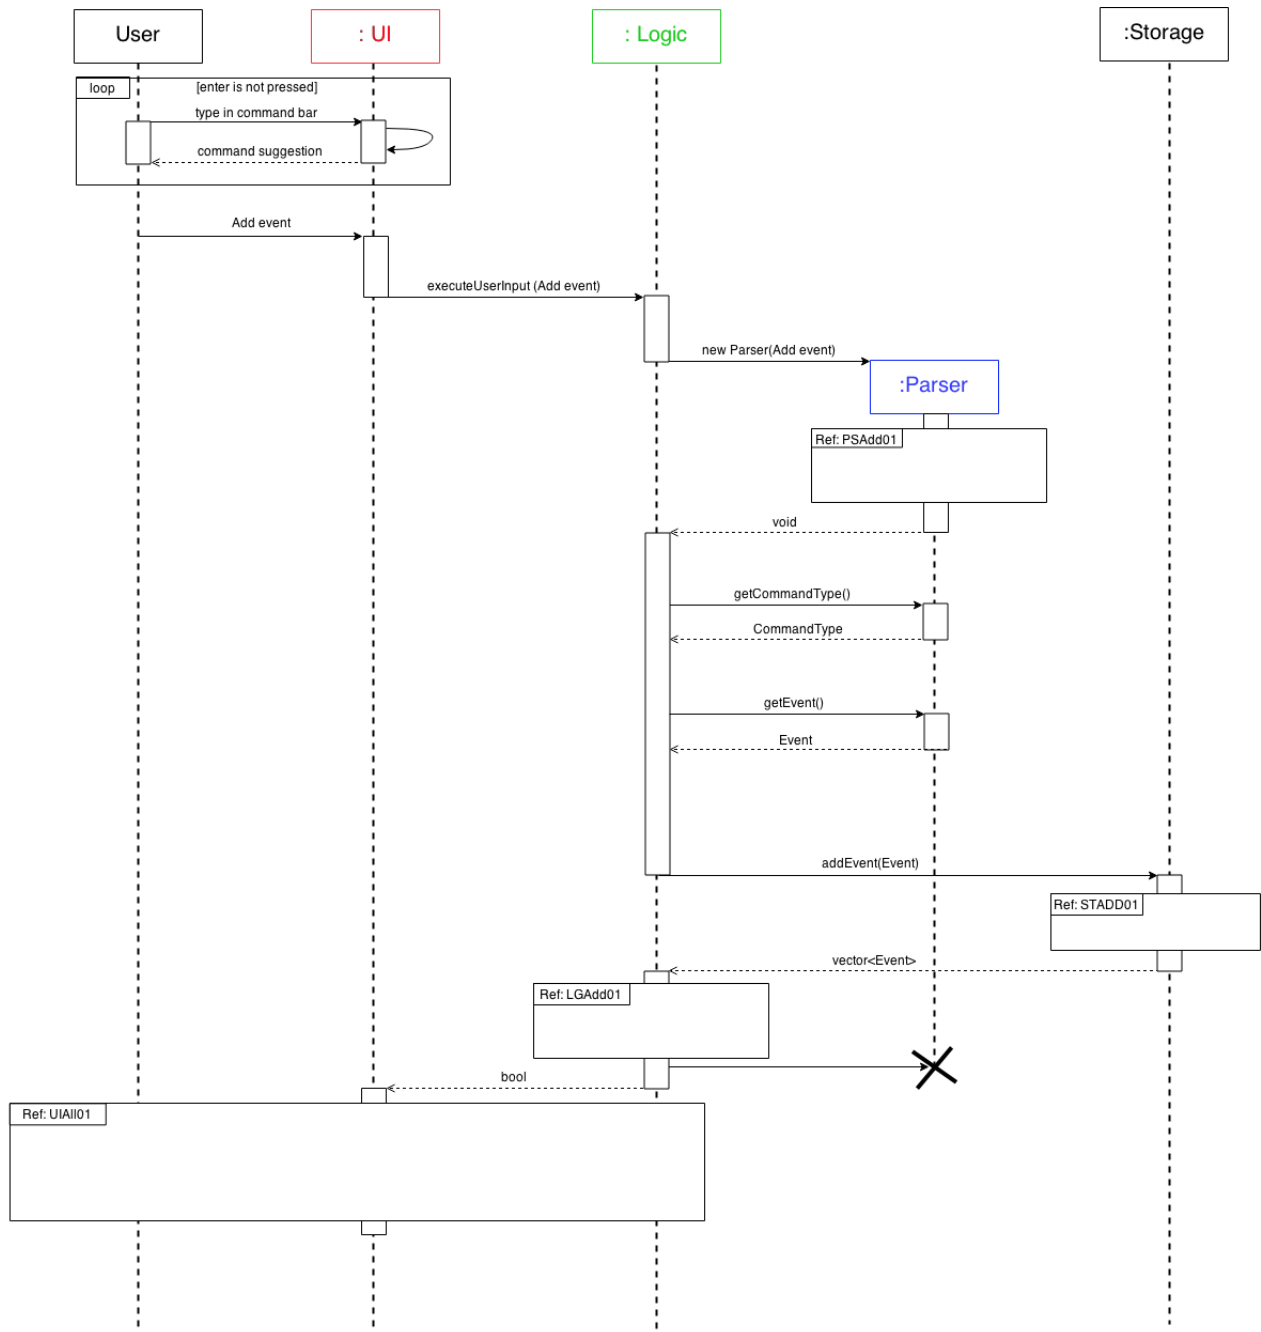 User
: UI
: Logic
:Storage
loop
[enter is not pressed]
type in command bar
command suggestion
Add event
executeUserInput (Add event)
new Parser(Add event)
:Parser
Ref: PSAdd01
void
getCommandType()
CommandType
getEvent()
Event
addEvent(Event)
Ref: STADD01
vector<Event>
Ref: LGAdd01
bool
Ref: UIAll01